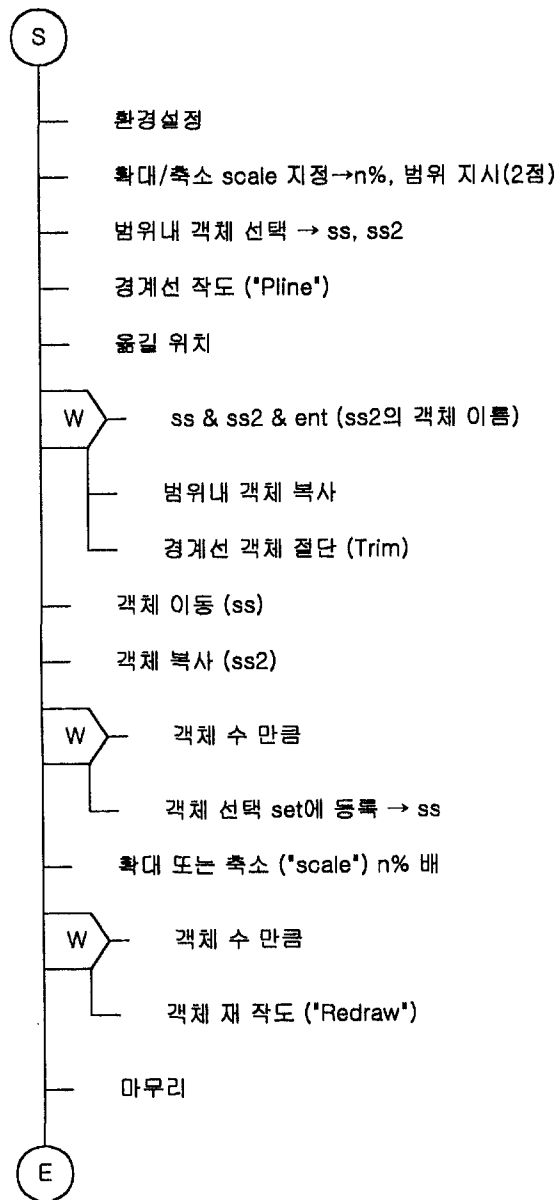 S
환경설정
확대/축소 scale 지정→n%, 범위 지시(2점)
범위내 객체 선택 → ss, ss2
경계선 작도 ("Pline")
옮길 위치
W
ss & ss2 & ent (ss2의 객체 이름)
범위내 객체 복사
경계선 객체 절단 (Trim)
객체 이동 (ss)
객체 복사 (ss2)
W
객체 수 만큼
객체 선택 set에 등록 → ss
확대 또는 축소 ("scale") n% 배
W
객체 수 만큼
객체 재 작도 ("Redraw")
마무리
E